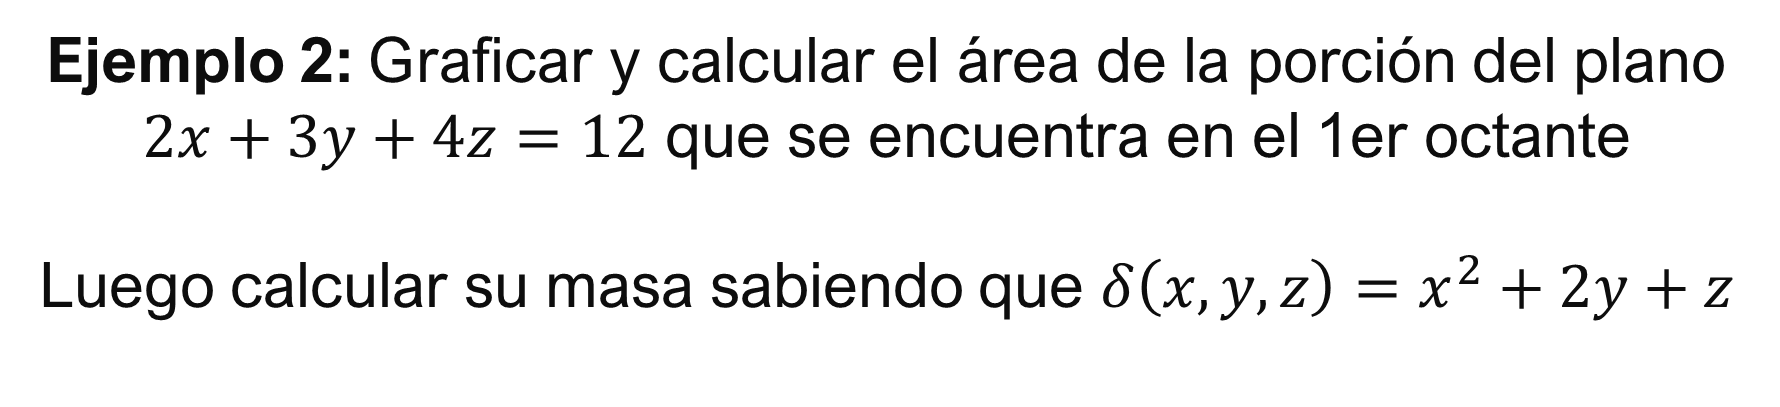 Ejemplo 2: Graficar y calcular el área de la porción del plano
2x + 3y + 4z = 12 que se encuentra en el 1er octante
Luego calcular su masa sabiendo que δ(x, y, z) = x² + 2y + z